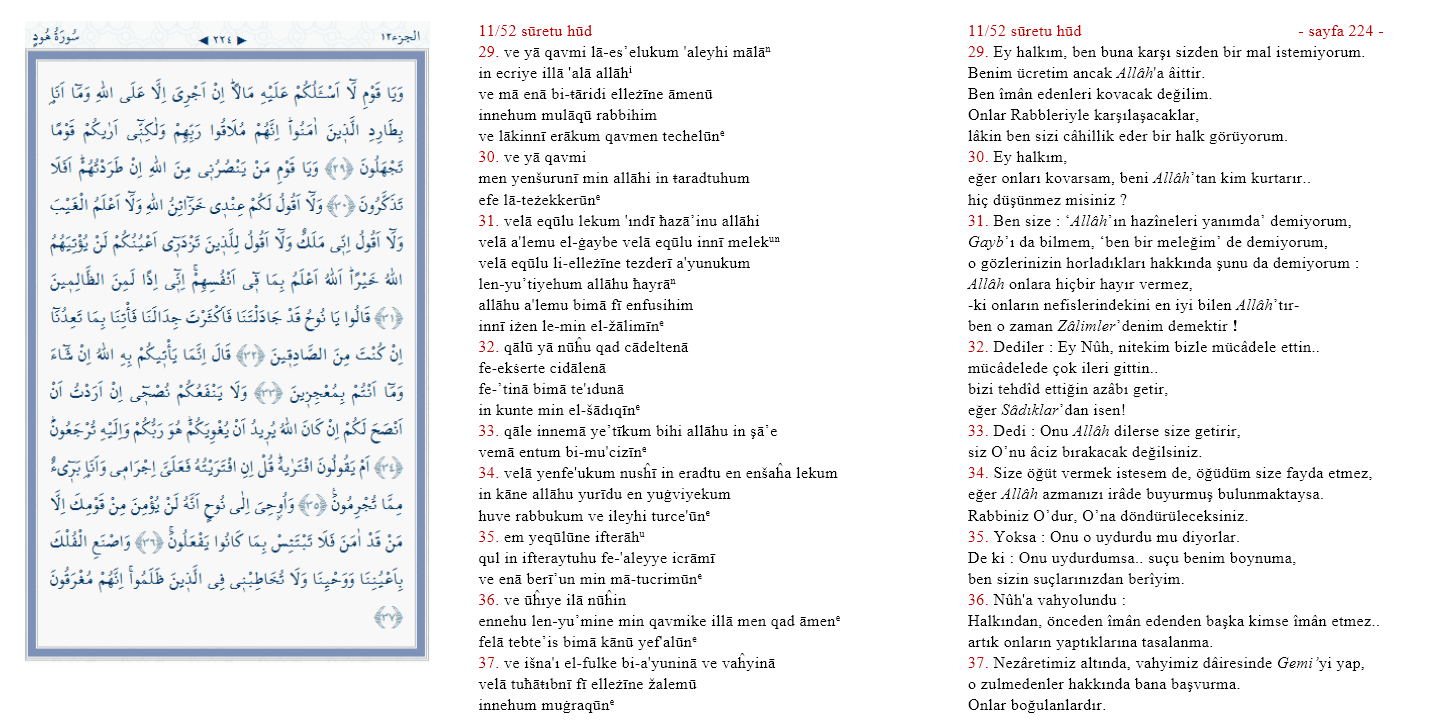 سُورَةُ هُودٍ
◀ ٢٢٤ ▶
الجزء ١٢
وَيَا قَوْمِ لَٓا اَسْـَٔلُكُمْ عَلَيْهِ مَالًاۜ اِنْ اَجْرِيَ اِلَّا عَلَى اللّٰهِ وَمَٓا اَنَا۬
بِطَارِدِ الَّذ۪ينَ اٰمَنُواۜ اِنَّهُمْ مُلَاقُوا رَبِّهِمْ وَلٰكِنّ۪ٓي اَرٰيكُمْ قَوْمًا
تَجْهَلُونَ ﴿٢٩﴾ وَيَا قَوْمِ مَنْ يَنْصُرُن۪ي مِنَ اللّٰهِ اِنْ طَرَدْتُهُمْۜ اَفَلَا
تَذَكَّرُونَ ﴿٣٠﴾ وَلَٓا اَقُولُ لَكُمْ عِنْد۪ي خَزَٓائِنُ اللّٰهِ وَلَٓا اَعْلَمُ الْغَيْبَ
وَلَٓا اَقُولُ اِنّ۪ي مَلَكٌ وَلَٓا اَقُولُ لِلَّذ۪ينَ تَزْدَر۪ٓي اَعْيُنُكُمْ لَنْ يُؤْتِيَهُمُ
اللّٰهُ خَيْرًاۜ اَللّٰهُ اَعْلَمُ بِمَا ف۪ٓي اَنْفُسِهِمْۚ اِنّ۪ٓي اِذًا لَمِنَ الظَّالِم۪ينَ
﴿٣١﴾ قَالُوا يَا نُوحُ قَدْ جَادَلْتَنَا فَاَكْثَرْتَ جِدَالَنَا فَأْتِنَا بِمَا تَعِدُنَٓا
اِنْ كُنْتَ مِنَ الصَّادِق۪ينَ ﴿٣٢﴾ قَالَ اِنَّمَا يَأْت۪يكُمْ بِهِ اللّٰهُ اِنْ شَٓاءَ
وَمَٓا اَنْتُمْ بِمُعْجِز۪ينَ ﴿٣٣﴾ وَلَا يَنْفَعُكُمْ نُصْح۪ٓي اِنْ اَرَدْتُ اَنْ
اَنْصَحَ لَكُمْ اِنْ كَانَ اللّٰهُ يُر۪يدُ اَنْ يُغْوِيَكُمْۜ هُوَ رَبُّكُمْ وَاِلَيْهِ تُرْجَعُونَۜ
﴿٣٤﴾ اَمْ يَقُولُونَ افْتَرٰيهُۜ قُلْ اِنِ افْتَرَيْتُهُ فَعَلَيَّ اِجْرَام۪ي وَاَنَا۬ بَر۪ٓيءٌ
مِمَّا تُجْرِمُونَ۟ ﴿٣٥﴾ وَاُو۫حِيَ اِلٰى نُوحٍ اَنَّهُ لَنْ يُؤْمِنَ مِنْ قَوْمِكَ اِلَّا
مَنْ قَدْ اٰمَنَ فَلَا تَبْتَئِسْ بِمَا كَانُوا يَفْعَلُونَۚ ﴿٣٦﴾ وَاصْنَعِ الْفُلْكَ
بِاَعْيُنِنَا وَوَحْيِنَا وَلَا تُخَاطِبْن۪ي فِي الَّذ۪ينَ ظَلَمُواۚ اِنَّهُمْ مُغْرَقُونَ
﴿٣٧﴾
11/52 sūretu hūd
29. ve yā qavmi lā-es’elukum 'aleyhi mālāⁿ
in ecriye illā 'alā allāhⁱ
ve mā enā bi-ŧāridi elleżīne āmenū
innehum mulāqū rabbihim
ve lākinnī erākum qavmen techelūnᵉ
30. ve yā qavmi
men yenšurunī min allāhi in ŧaradtuhum
efe lā-teżekkerūnᵉ
31. velā eqūlu lekum 'ındī ħazā’inu allāhi
velā a'lemu el-ġaybe velā eqūlu innī melekᵘⁿ
velā eqūlu li-elleżīne tezderī a'yunukum
len-yu’tiyehum allāhu ħayrāⁿ
allāhu a'lemu bimā fī enfusihim
innī iżen le-min el-žālimīnᵉ
32. qālū yā nūĥu qad cādeltenā
fe-ekśerte cidālenā
fe-’tinā bimā te'ıdunā
in kunte min el-šādıqīnᵉ
33. qāle innemā ye’tīkum bihi allāhu in şā’e
vemā entum bi-mu'cizīnᵉ
34. velā yenfe'ukum nusĥī in eradtu en enšaĥa lekum
in kāne allāhu yurīdu en yuġviyekum
huve rabbukum ve ileyhi turce'ūnᵉ
35. em yeqūlūne ifterāhᵘ
qul in ifteraytuhu fe-'aleyye icrāmī
ve enā berī’un min mā-tucrimūnᵉ
36. ve ūĥıye ilā nūĥin
ennehu len-yu’mine min qavmike illā men qad āmenᵉ
felā tebte’is bimā kānū yef'alūnᵉ
37. ve išna'ı el-fulke bi-a'yuninā ve vaĥyinā
velā tuħāŧıbnī fī elleżīne žalemū
innehum muġraqūnᵉ
11/52 sūretu hūd - sayfa 224 -
29. Ey halkım, ben buna karşı sizden bir mal istemiyorum.
Benim ücretim ancak Allâh'a âittir.
Ben îmân edenleri kovacak değilim.
Onlar Rabbleriyle karşılaşacaklar,
lâkin ben sizi câhillik eder bir halk görüyorum.
30. Ey halkım,
eğer onları kovarsam, beni Allâh’tan kim kurtarır..
hiç düşünmez misiniz ?
31. Ben size : ‘Allâh’ın hazîneleri yanımda’ demiyorum,
Gayb’ı da bilmem, ‘ben bir meleğim’ de demiyorum,
o gözlerinizin horladıkları hakkında şunu da demiyorum :
Allâh onlara hiçbir hayır vermez,
-ki onların nefislerindekini en iyi bilen Allâh’tır-
ben o zaman Zâlimler’denim demektir !
32. Dediler : Ey Nûh, nitekim bizle mücâdele ettin..
mücâdelede çok ileri gittin..
bizi tehdîd ettiğin azâbı getir,
eğer Sâdıklar’dan isen!
33. Dedi : Onu Allâh dilerse size getirir,
siz O’nu âciz bırakacak değilsiniz.
34. Size öğüt vermek istesem de, öğüdüm size fayda etmez,
eğer Allâh azmanızı irâde buyurmuş bulunmaktaysa.
Rabbiniz O’dur, O’na döndürüleceksiniz.
35. Yoksa : Onu o uydurdu mu diyorlar.
De ki : Onu uydurdumsa.. suçu benim boynuma,
ben sizin suçlarınızdan berîyim.
36. Nûh'a vahyolundu :
Halkından, önceden îmân edenden başka kimse îmân etmez..
artık onların yaptıklarına tasalanma.
37. Nezâretimiz altında, vahyimiz dâiresinde Gemi’yi yap,
o zulmedenler hakkında bana başvurma.
Onlar boğulanlardır.